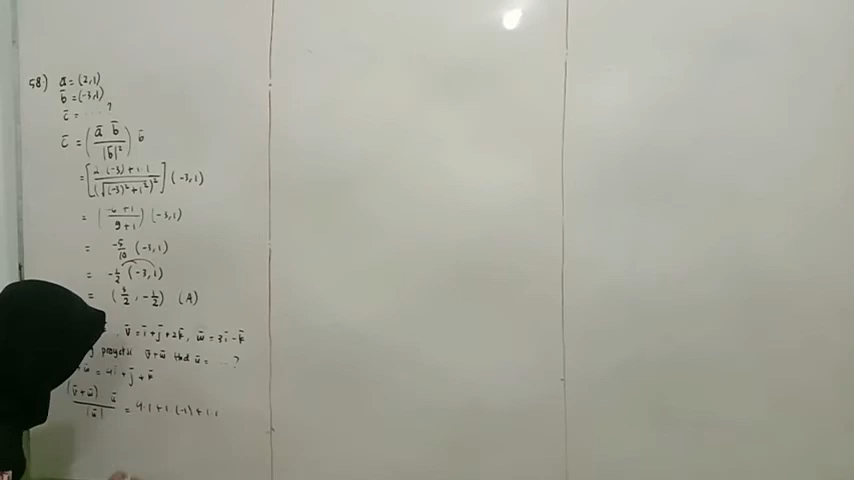 58.) a̅ = (2,1)
b̅ = (-3,1)
c̅ = .... ?
c̅ = (a̅ b̅ / |b̅|²) b̅
= [2.(-3) + 1.1 / (√(-3)² + 1²)²] (-3,1)
= (-6+1 / 9+1) (-3,1)
= -5/10 (-3,1)
= -1/2 (-3,1)
= (3/2, -1/2) (A)
.. v̅ = i̅ + j̅ + 2k̅, w̅ = 3i̅ - k̅
proyeksi v̅+w̅ thd u̅ = ...?
= 4i̅ + j̅ + k̅
(v̅+w̅) u̅ / |u̅| = 4.1 + 1.(-1) + 1.